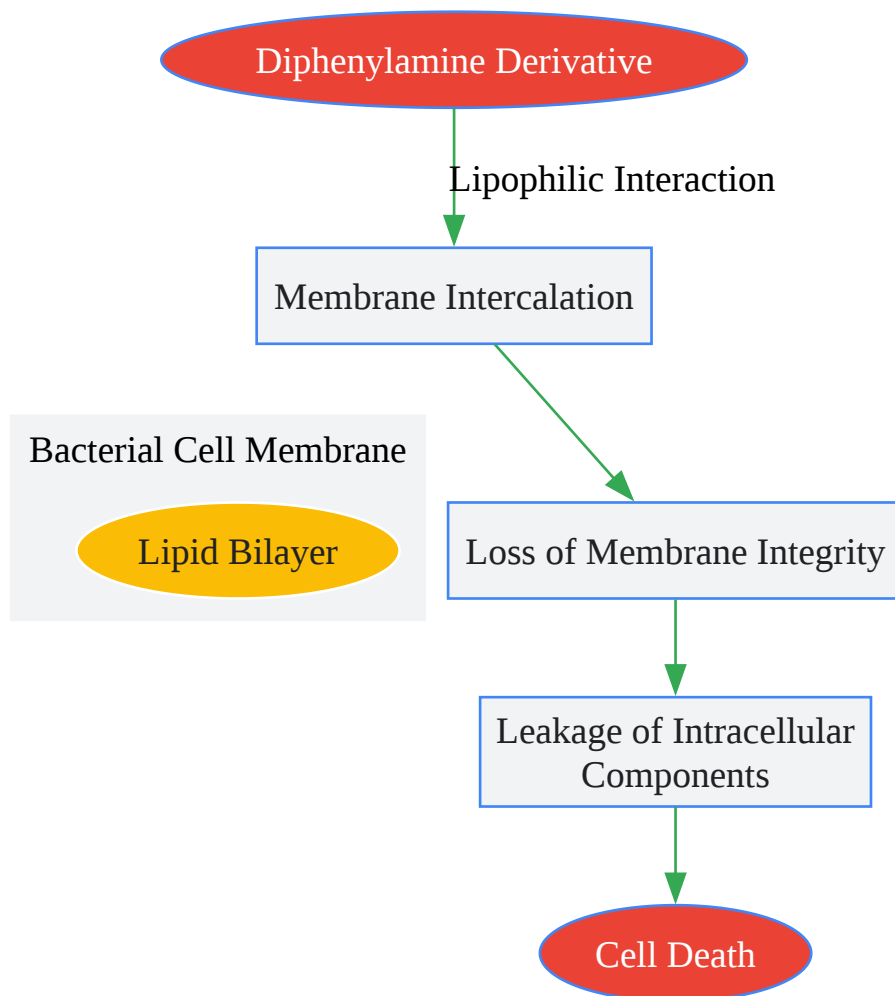 Diphenylamine Derivative
Lipophilic Interaction
Membrane Intercalation
Bacterial Cell Membrane
Lipid Bilayer
Loss of Membrane Integrity
Leakage of Intracellular
Components
Cell Death